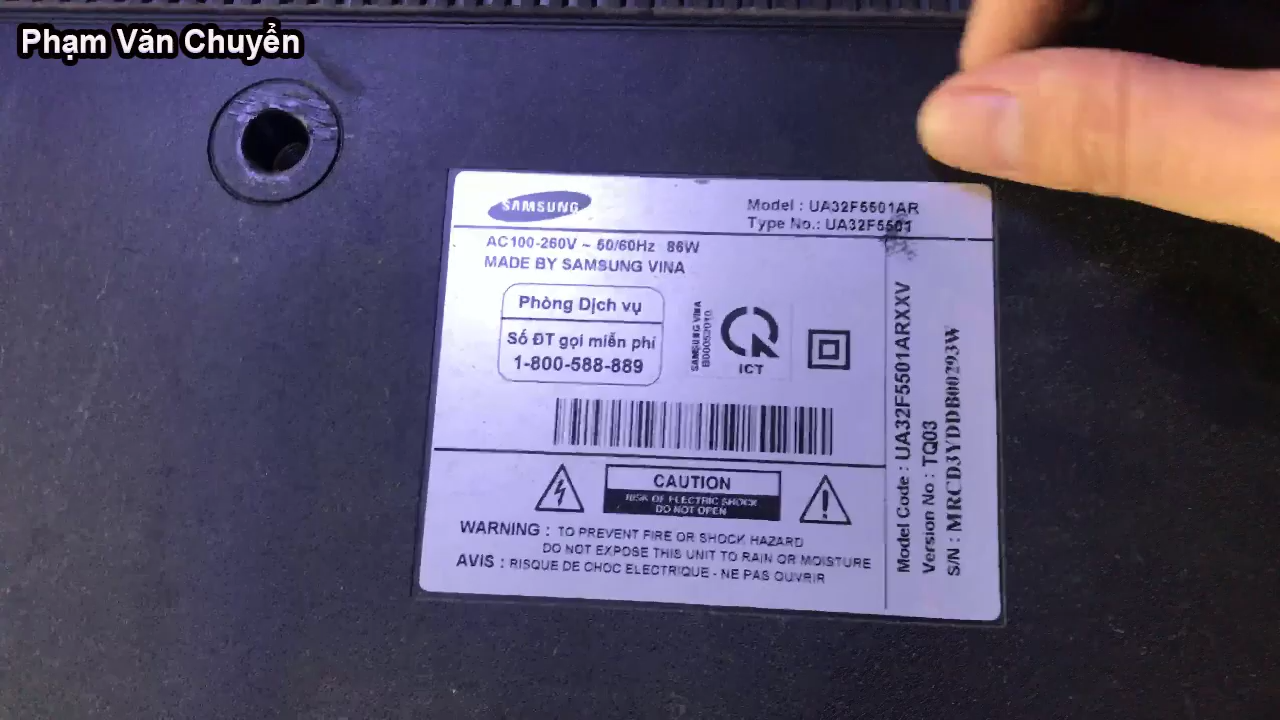 Phạm Văn Chuyển
SAMSUNG
Model : UA32F5501AR
Type No.: UA32F5501
AC100-260V ~ 50/60Hz 86W
MADE BY SAMSUNG VINA
Phòng Dịch vụ
Số ĐT gọi miễn phí
1-800-588-889
SAMSUNG VINA
B00052010
ICT
CAUTION
RISK OF ELECTRIC SHOCK
DO NOT OPEN
WARNING : TO PREVENT FIRE OR SHOCK HAZARD
DO NOT EXPOSE THIS UNIT TO RAIN OR MOISTURE
AVIS : RISQUE DE CHOC ELECTRIQUE - NE PAS OUVRIR
Model Code : UA32F5501ARXXV
Version No : TQ03
S/N : MRCD3YDDB00293W